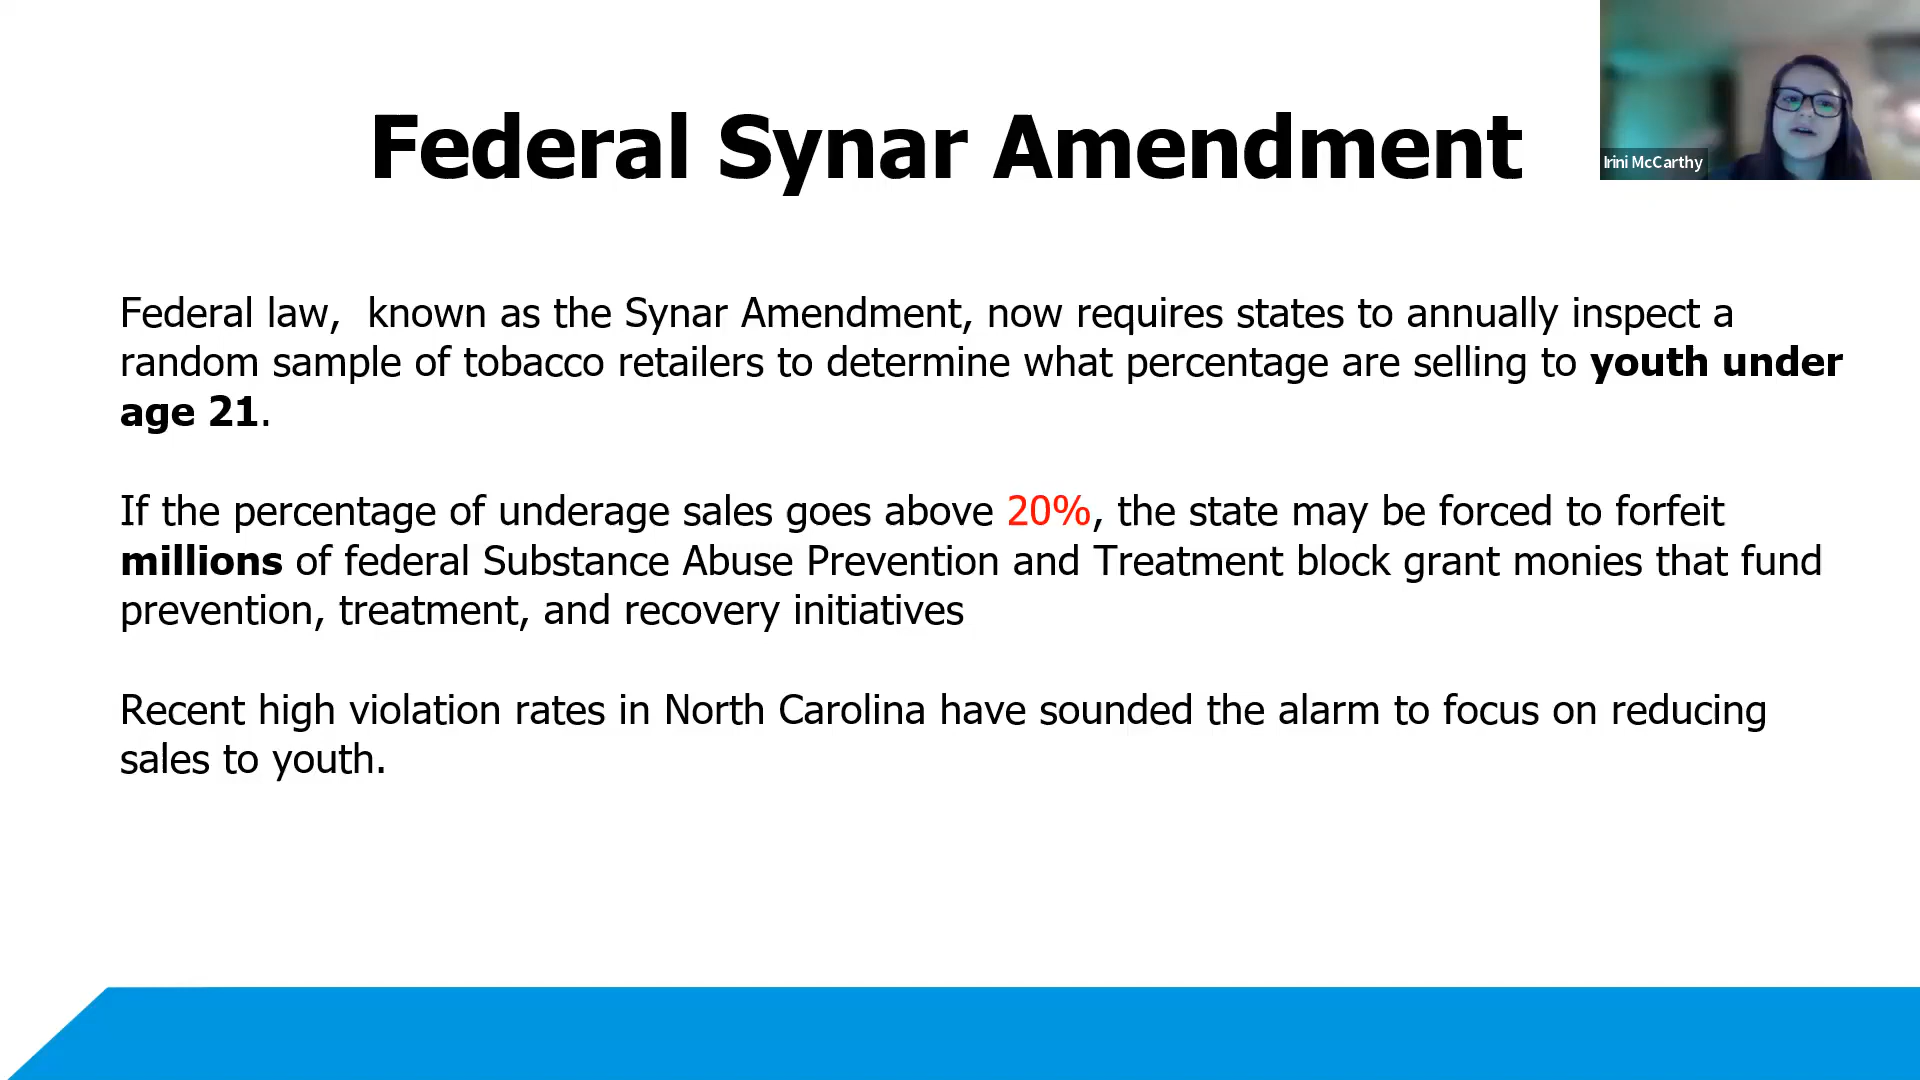 Federal Synar Amendment
Irini McCarthy
Federal law,  known as the Synar Amendment, now requires states to annually inspect a
random sample of tobacco retailers to determine what percentage are selling to youth under
age 21.
If the percentage of underage sales goes above 20%, the state may be forced to forfeit
millions of federal Substance Abuse Prevention and Treatment block grant monies that fund
prevention, treatment, and recovery initiatives
Recent high violation rates in North Carolina have sounded the alarm to focus on reducing
sales to youth.